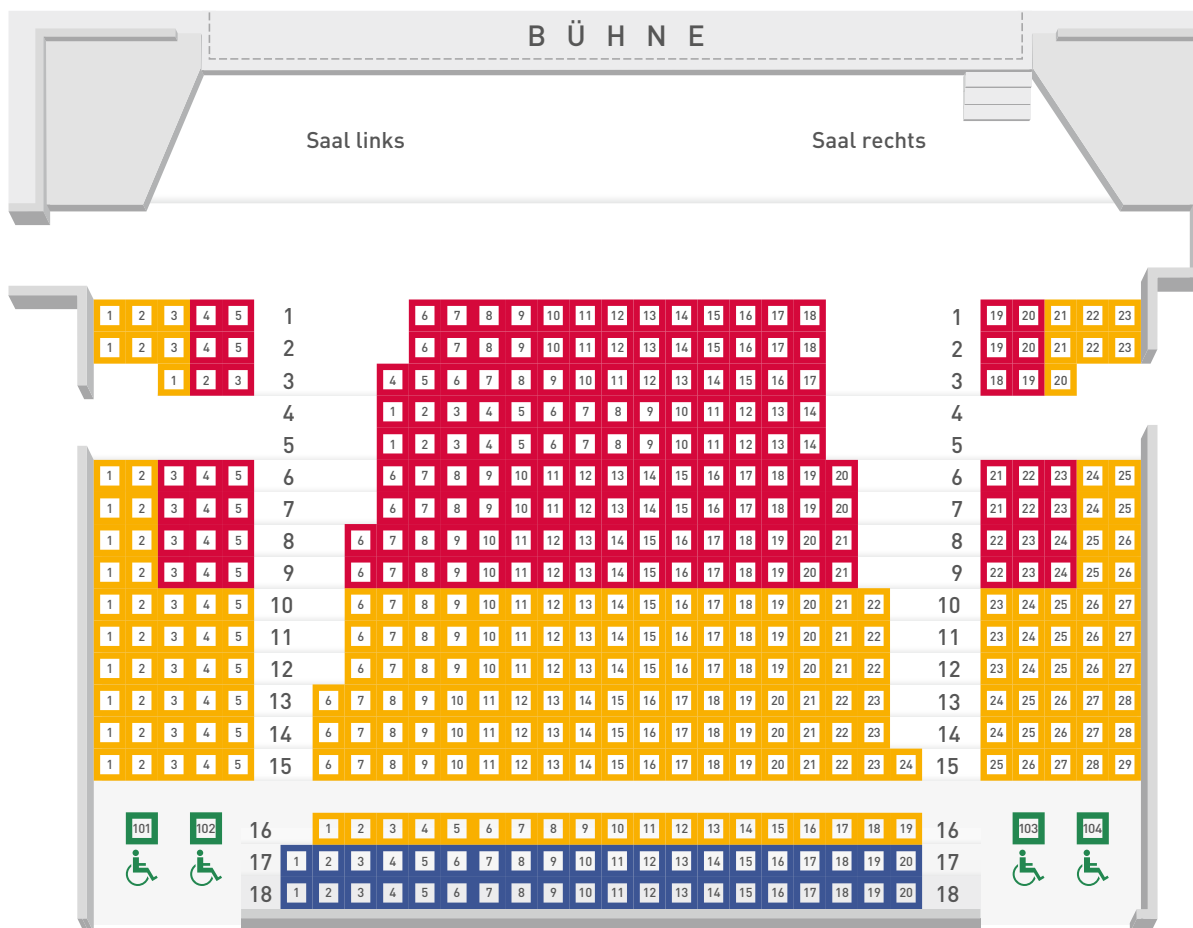 BÜHNE
Saal links Saal rechts
1 2 3 4 5 1 6 7 8 9 10 11 12 13 14 15 16 17 18 1 19 20 21 22 23
1 2 3 4 5 2 6 7 8 9 10 11 12 13 14 15 16 17 18 2 19 20 21 22 23
1 2 3 3 4 5 6 7 8 9 10 11 12 13 14 15 16 17 3 18 19 20
4 1 2 3 4 5 6 7 8 9 10 11 12 13 14 4
5 1 2 3 4 5 6 7 8 9 10 11 12 13 14 5
1 2 3 4 5 6 6 7 8 9 10 11 12 13 14 15 16 17 18 19 20 6 21 22 23 24 25
1 2 3 4 5 7 6 7 8 9 10 11 12 13 14 15 16 17 18 19 20 7 21 22 23 24 25
1 2 3 4 5 8 6 7 8 9 10 11 12 13 14 15 16 17 18 19 20 21 8 22 23 24 25 26
1 2 3 4 5 9 6 7 8 9 10 11 12 13 14 15 16 17 18 19 20 21 9 22 23 24 25 26
1 2 3 4 5 10 6 7 8 9 10 11 12 13 14 15 16 17 18 19 20 21 22 10 23 24 25 26 27
1 2 3 4 5 11 6 7 8 9 10 11 12 13 14 15 16 17 18 19 20 21 22 11 23 24 25 26 27
1 2 3 4 5 12 6 7 8 9 10 11 12 13 14 15 16 17 18 19 20 21 22 12 23 24 25 26 27
1 2 3 4 5 13 6 7 8 9 10 11 12 13 14 15 16 17 18 19 20 21 22 23 13 24 25 26 27 28
1 2 3 4 5 14 6 7 8 9 10 11 12 13 14 15 16 17 18 19 20 21 22 23 14 24 25 26 27 28
1 2 3 4 5 15 6 7 8 9 10 11 12 13 14 15 16 17 18 19 20 21 22 23 24 15 25 26 27 28 29
101 102 16 1 2 3 4 5 6 7 8 9 10 11 12 13 14 15 16 17 18 19 16 103 104
17 1 2 3 4 5 6 7 8 9 10 11 12 13 14 15 16 17 18 19 20 17
18 1 2 3 4 5 6 7 8 9 10 11 12 13 14 15 16 17 18 19 20 18